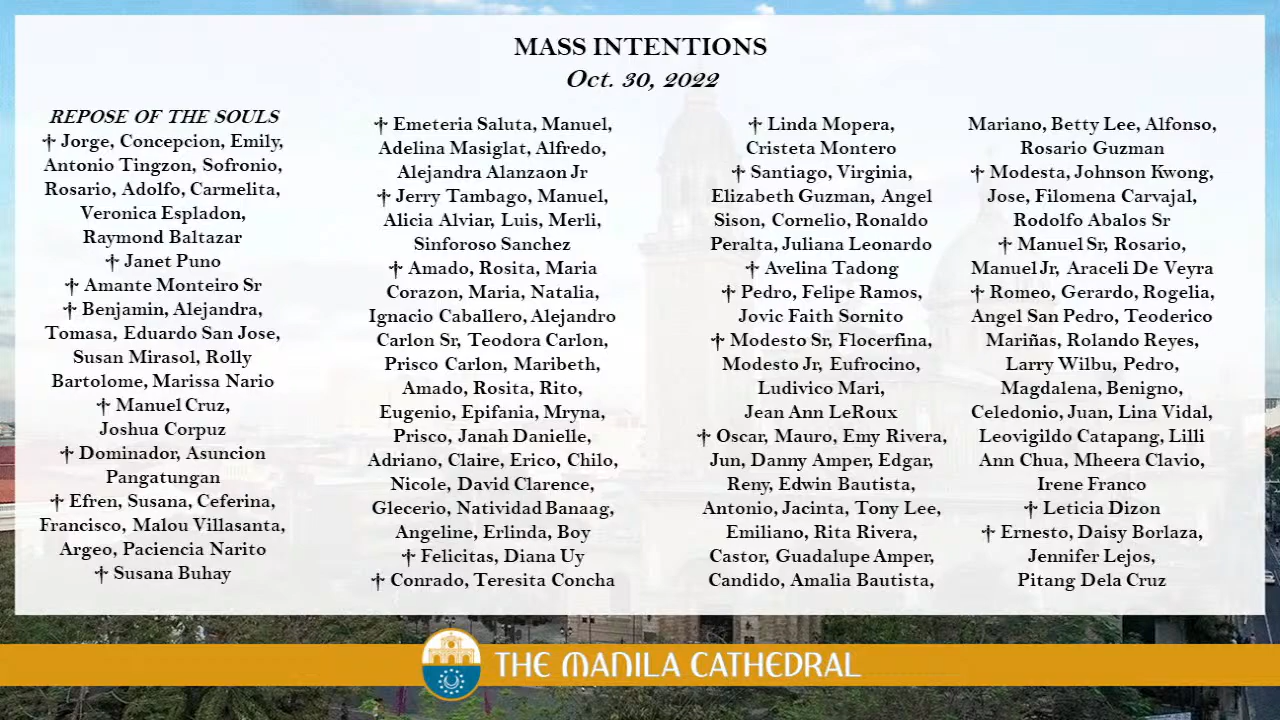 MASS INTENTIONS
Oct. 30, 2022
REPOSE OF THE SOULS
✝ Jorge, Concepcion, Emily,
Antonio Tingzon, Sofronio,
Rosario, Adolfo, Carmelita,
Veronica Espladon,
Raymond Baltazar
✝ Janet Puno
✝ Amante Monteiro Sr
✝ Benjamin, Alejandra,
Tomasa, Eduardo San Jose,
Susan Mirasol, Rolly
Bartolome, Marissa Nario
✝ Manuel Cruz,
Joshua Corpuz
✝ Dominador, Asuncion
Pangatungan
✝ Efren, Susana, Ceferina,
Francisco, Malou Villasanta,
Argeo, Paciencia Narito
✝ Susana Buhay
✝ Emeteria Saluta, Manuel,
Adelina Masiglat, Alfredo,
Alejandra Alanzaon Jr
✝ Jerry Tambago, Manuel,
Alicia Alviar, Luis, Merli,
Sinforoso Sanchez
✝ Amado, Rosita, Maria
Corazon, Maria, Natalia,
Ignacio Caballero, Alejandro
Carlon Sr, Teodora Carlon,
Prisco Carlon, Maribeth,
Amado, Rosita, Rito,
Eugenio, Epifania, Mryna,
Prisco, Janah Danielle,
Adriano, Claire, Erico, Chilo,
Nicole, David Clarence,
Glecerio, Natividad Banaag,
Angeline, Erlinda, Boy
✝ Felicitas, Diana Uy
✝ Conrado, Teresita Concha
✝ Linda Mopera,
Cristeta Montero
✝ Santiago, Virginia,
Elizabeth Guzman, Angel
Sison, Cornelio, Ronaldo
Peralta, Juliana Leonardo
✝ Avelina Tadong
✝ Pedro, Felipe Ramos,
Jovic Faith Sornito
✝ Modesto Sr, Flocerfina,
Modesto Jr, Eufrocino,
Ludivico Mari,
Jean Ann LeRoux
✝ Oscar, Mauro, Emy Rivera,
Jun, Danny Amper, Edgar,
Reny, Edwin Bautista,
Antonio, Jacinta, Tony Lee,
Emiliano, Rita Rivera,
Castor, Guadalupe Amper,
Candido, Amalia Bautista,
Mariano, Betty Lee, Alfonso,
Rosario Guzman
✝ Modesta, Johnson Kwong,
Jose, Filomena Carvajal,
Rodolfo Abalos Sr
✝ Manuel Sr, Rosario,
Manuel Jr, Araceli De Veyra
✝ Romeo, Gerardo, Rogelia,
Angel San Pedro, Teoderico
Mariñas, Rolando Reyes,
Larry Wilbu, Pedro,
Magdalena, Benigno,
Celedonio, Juan, Lina Vidal,
Leovigildo Catapang, Lilli
Ann Chua, Mheera Clavio,
Irene Franco
✝ Leticia Dizon
✝ Ernesto, Daisy Borlaza,
Jennifer Lejos,
Pitang Dela Cruz
THE MANILA CATHEDRAL